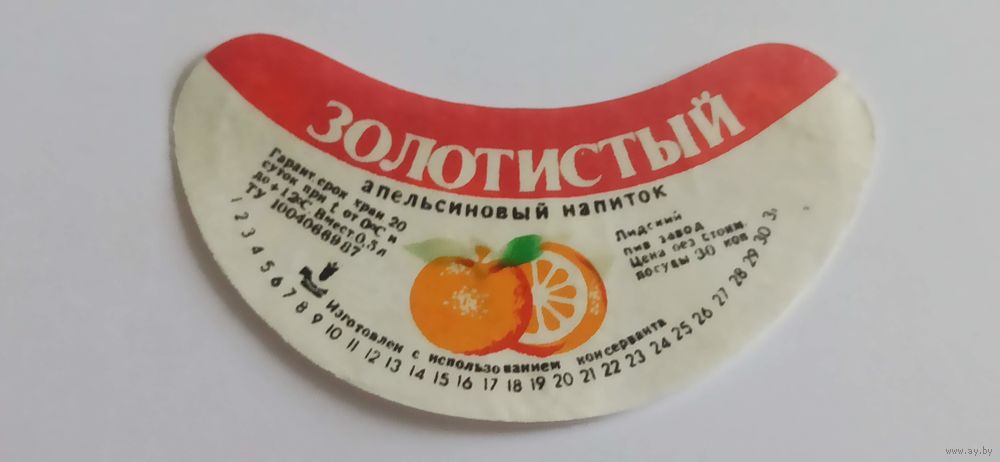 ЗОЛОТИСТЫЙ
апельсиновый напиток
Гарант. срок хран 20
суток при t от 0°С и
до +12°С. Вмест. 0,5 л
ТУ 1004066987
Лидский
пив завод
Цена без стоим.
посуды 30 коп
Изготовлен с использованием консерванта
1 2 3 4 5 6 7 8 9 10 11 12 13 14 15 16 17 18 19 20 21 22 23 24 25 26 27 28 29 30
www.ay.by